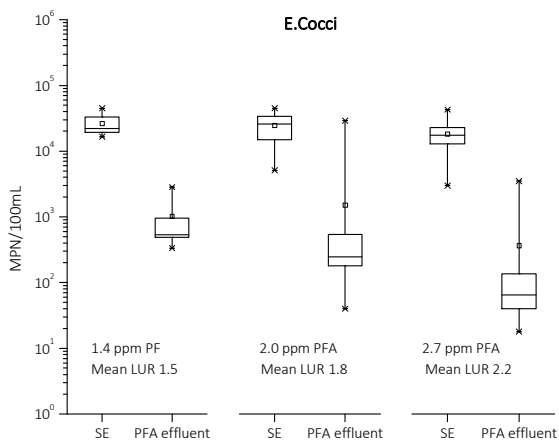 E.Cocci
MPN/100mL
10⁶
10⁵
10⁴
10³
10²
10¹
10⁰
1.4 ppm PF
Mean LUR 1.5
2.0 ppm PFA
Mean LUR 1.8
2.7 ppm PFA
Mean LUR 2.2
SE PFA effluent SE PFA effluent SE PFA effluent